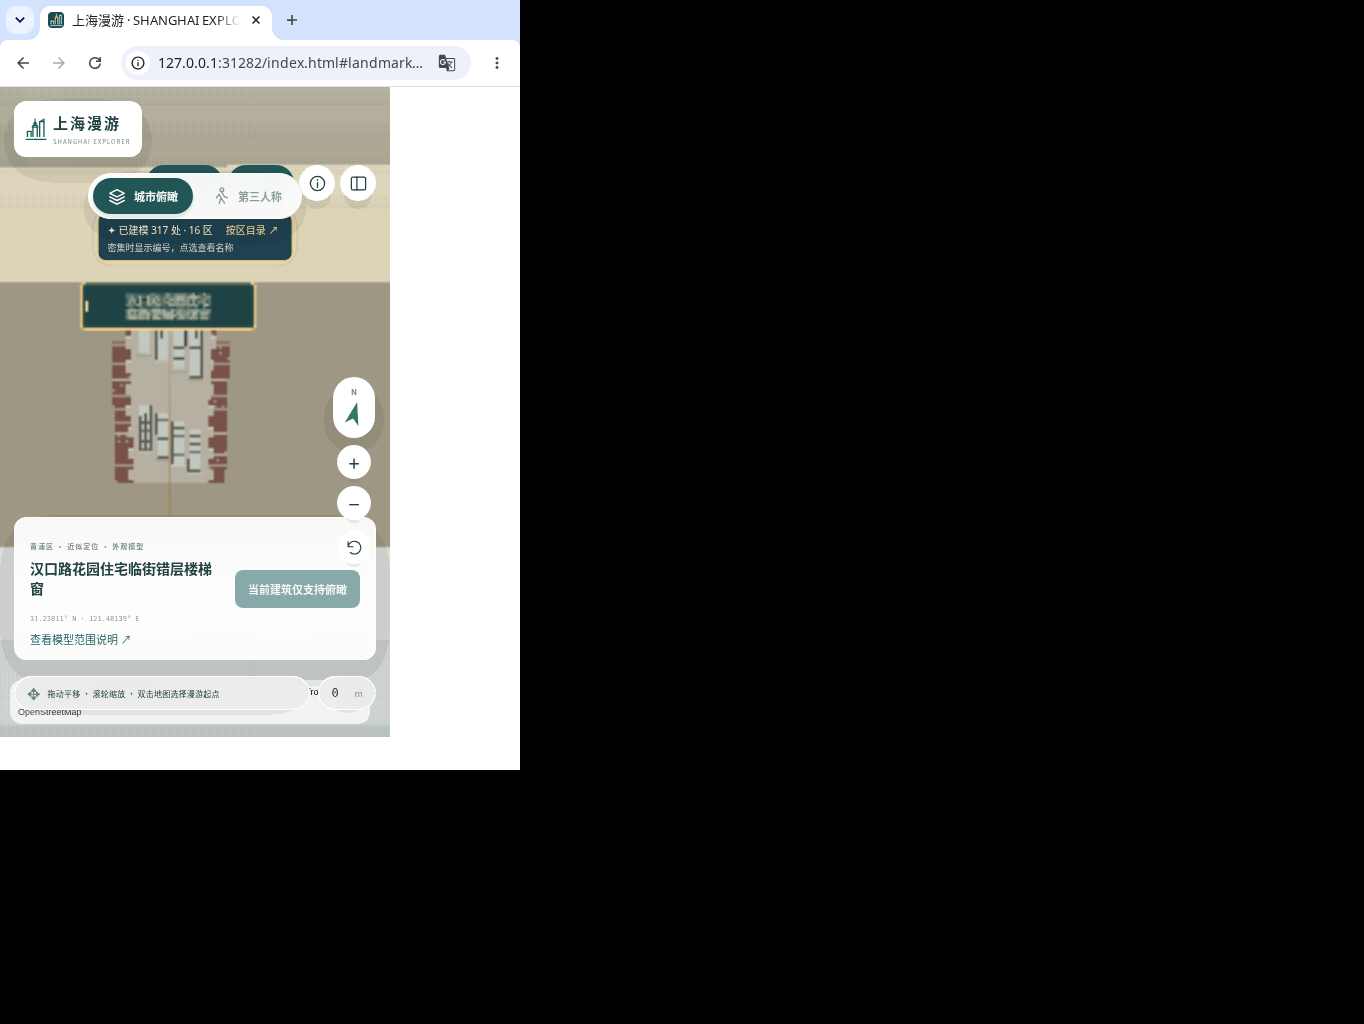 上海漫游 · SHANGHAI EXPLO
127.0.0.1:31282/index.html#landmark...
上海漫游
SHANGHAI EXPLORER
城市俯瞰
第三人称
✦ 已建模 317 处 · 16 区 按区目录 ↗
密集时显示编号，点选查看名称
N
黄浦区 · 近似定位 · 外观模型
汉口路花园住宅临街错层楼梯
窗
当前建筑仅支持俯瞰
31.23811° N · 121.48139° E
查看模型范围说明 ↗
拖动平移 · 滚轮缩放 · 双击地图选择漫游起点
0 m
OpenStreetMap